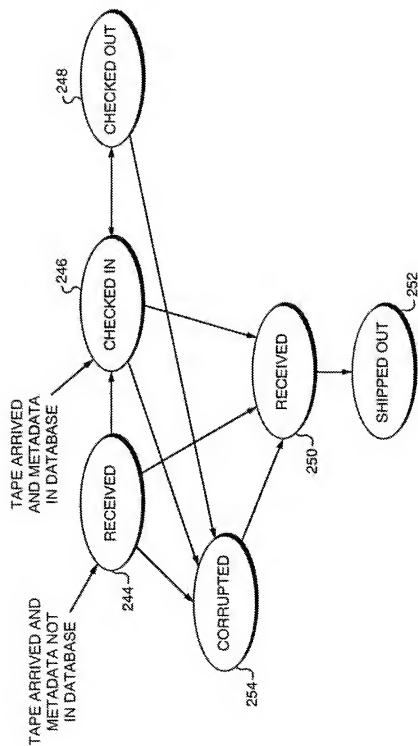 TAPE ARRIVED AND
METADATA NOT
IN DATABASE
TAPE ARRIVED
AND METADATA
IN DATABASE
RECEIVED
244
CHECKED IN
246
CHECKED OUT
248
CORRUPTED
254
RECEIVED
250
SHIPPED OUT
252